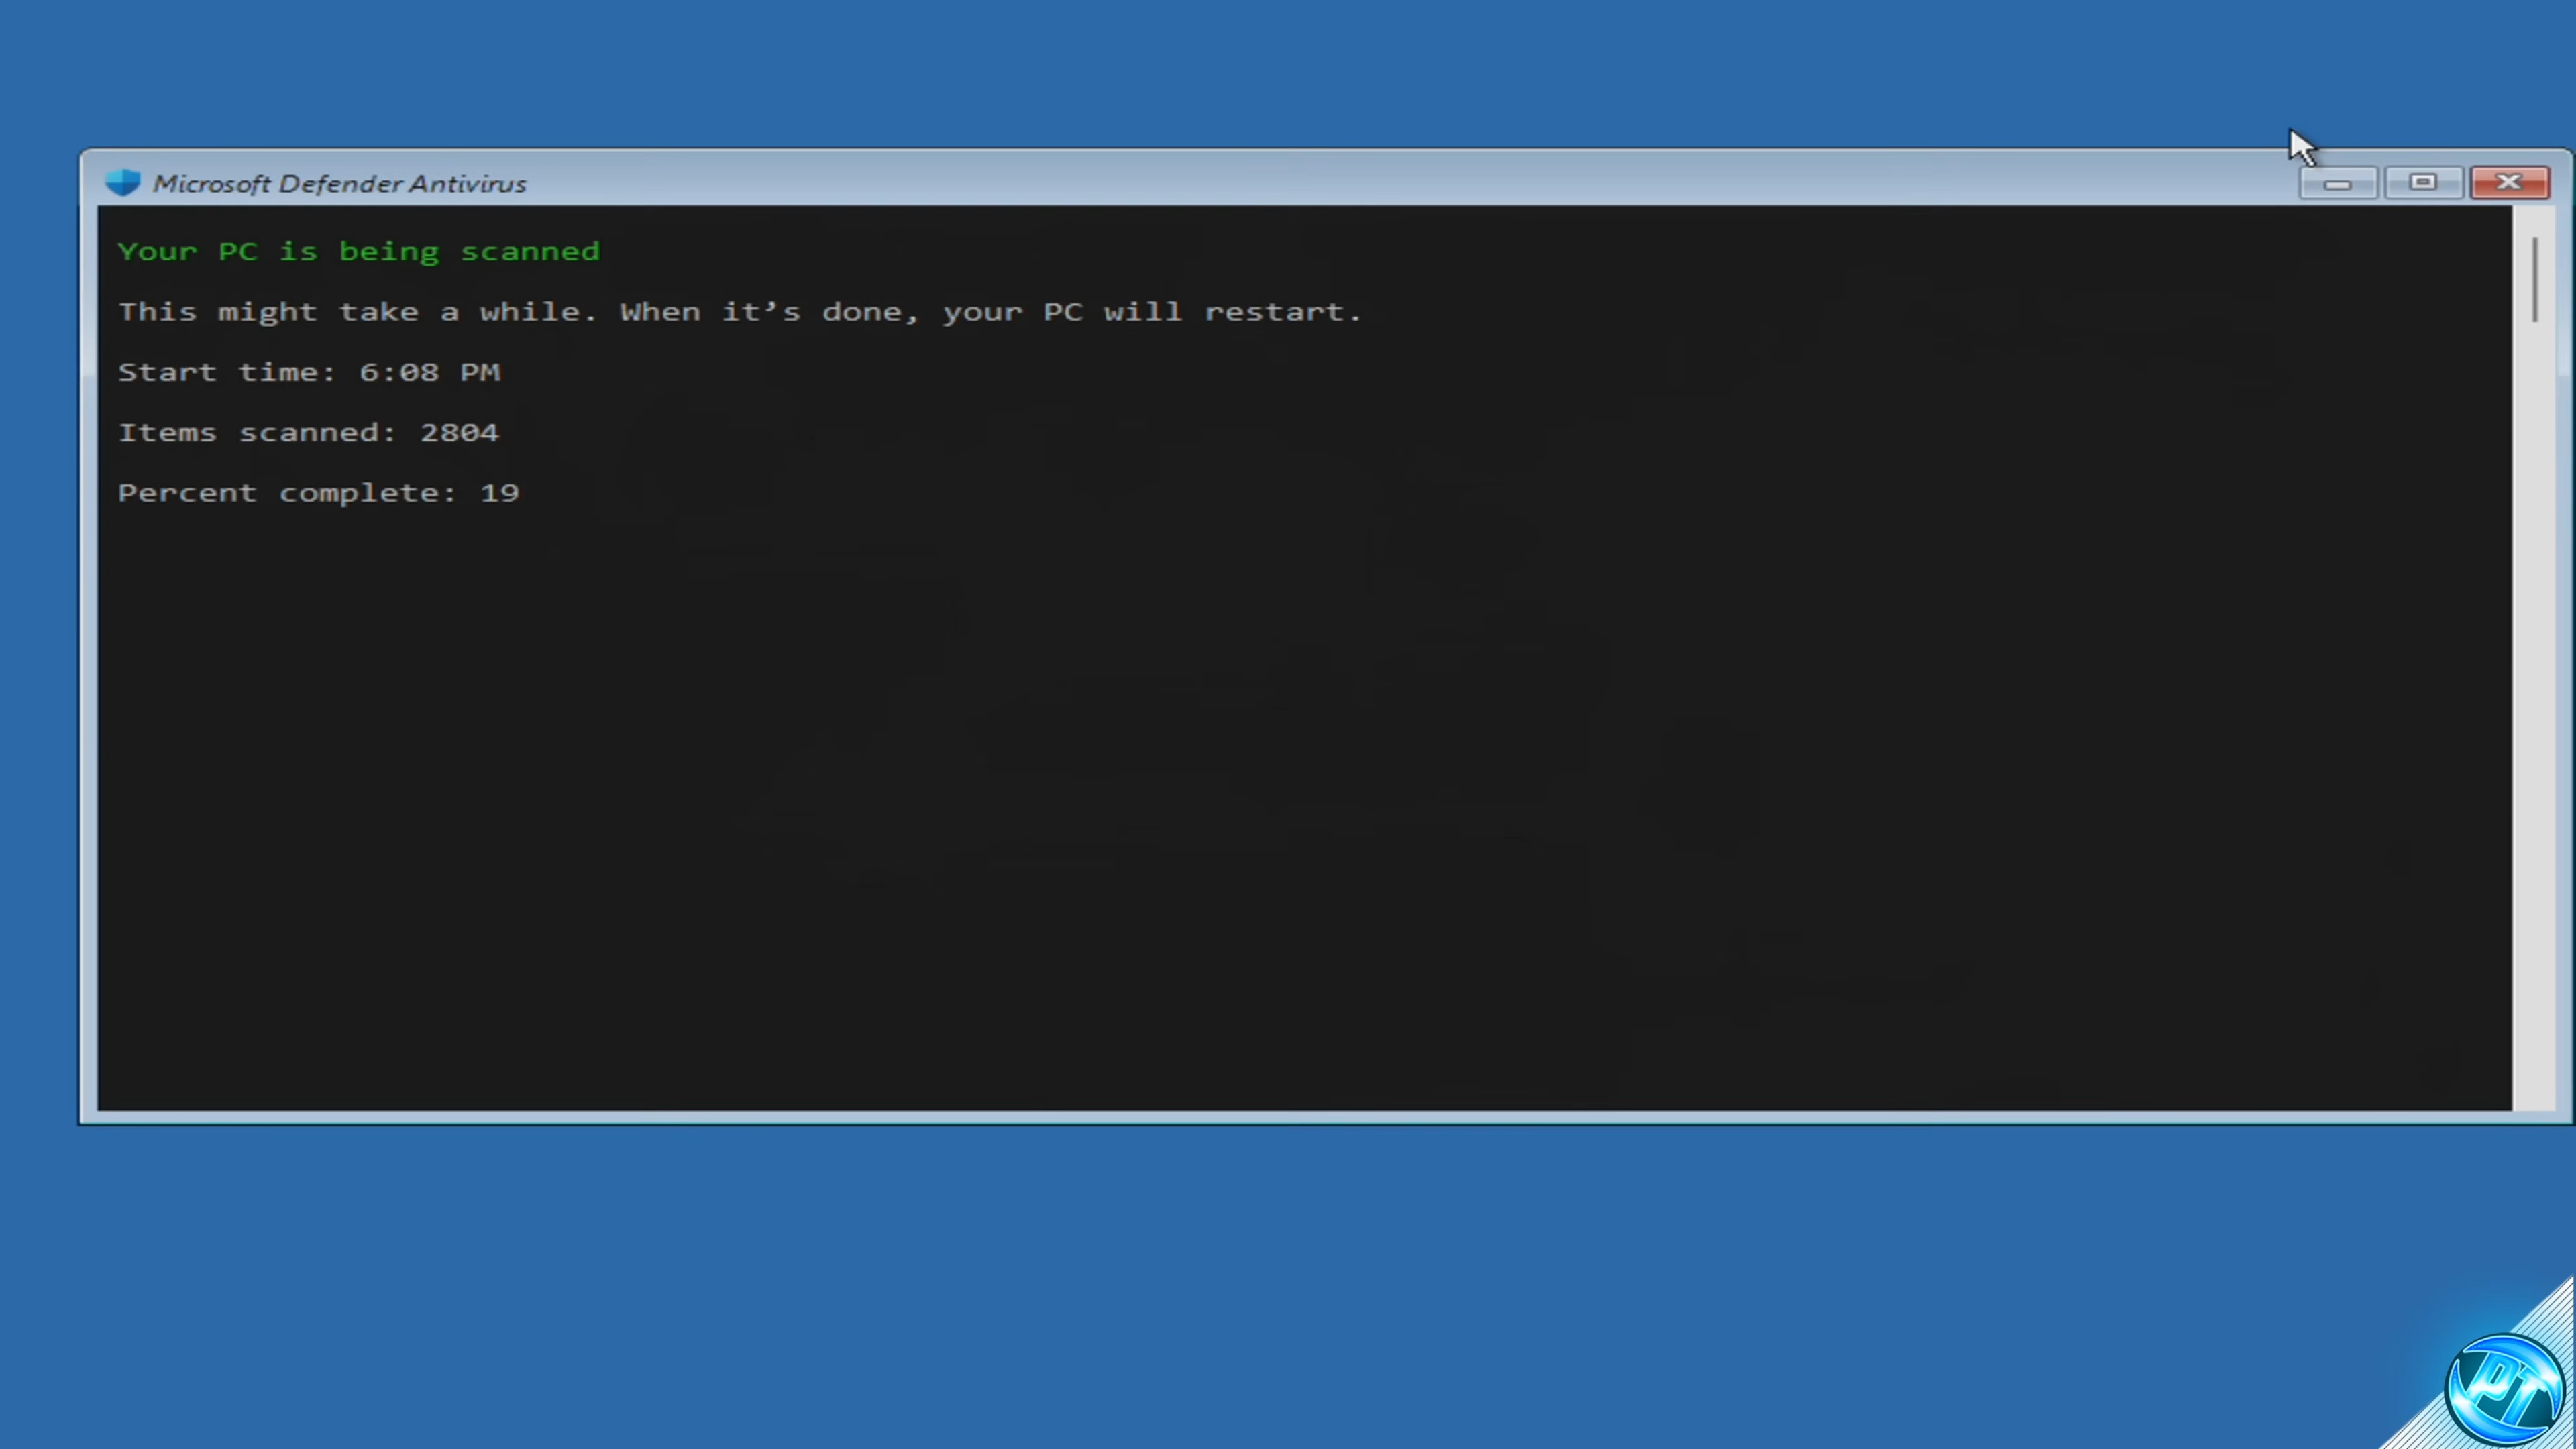 Microsoft Defender Antivirus
Your PC is being scanned
This might take a while. When it’s done, your PC will restart.
Start time: 6:08 PM
Items scanned: 2804
Percent complete: 19
PT